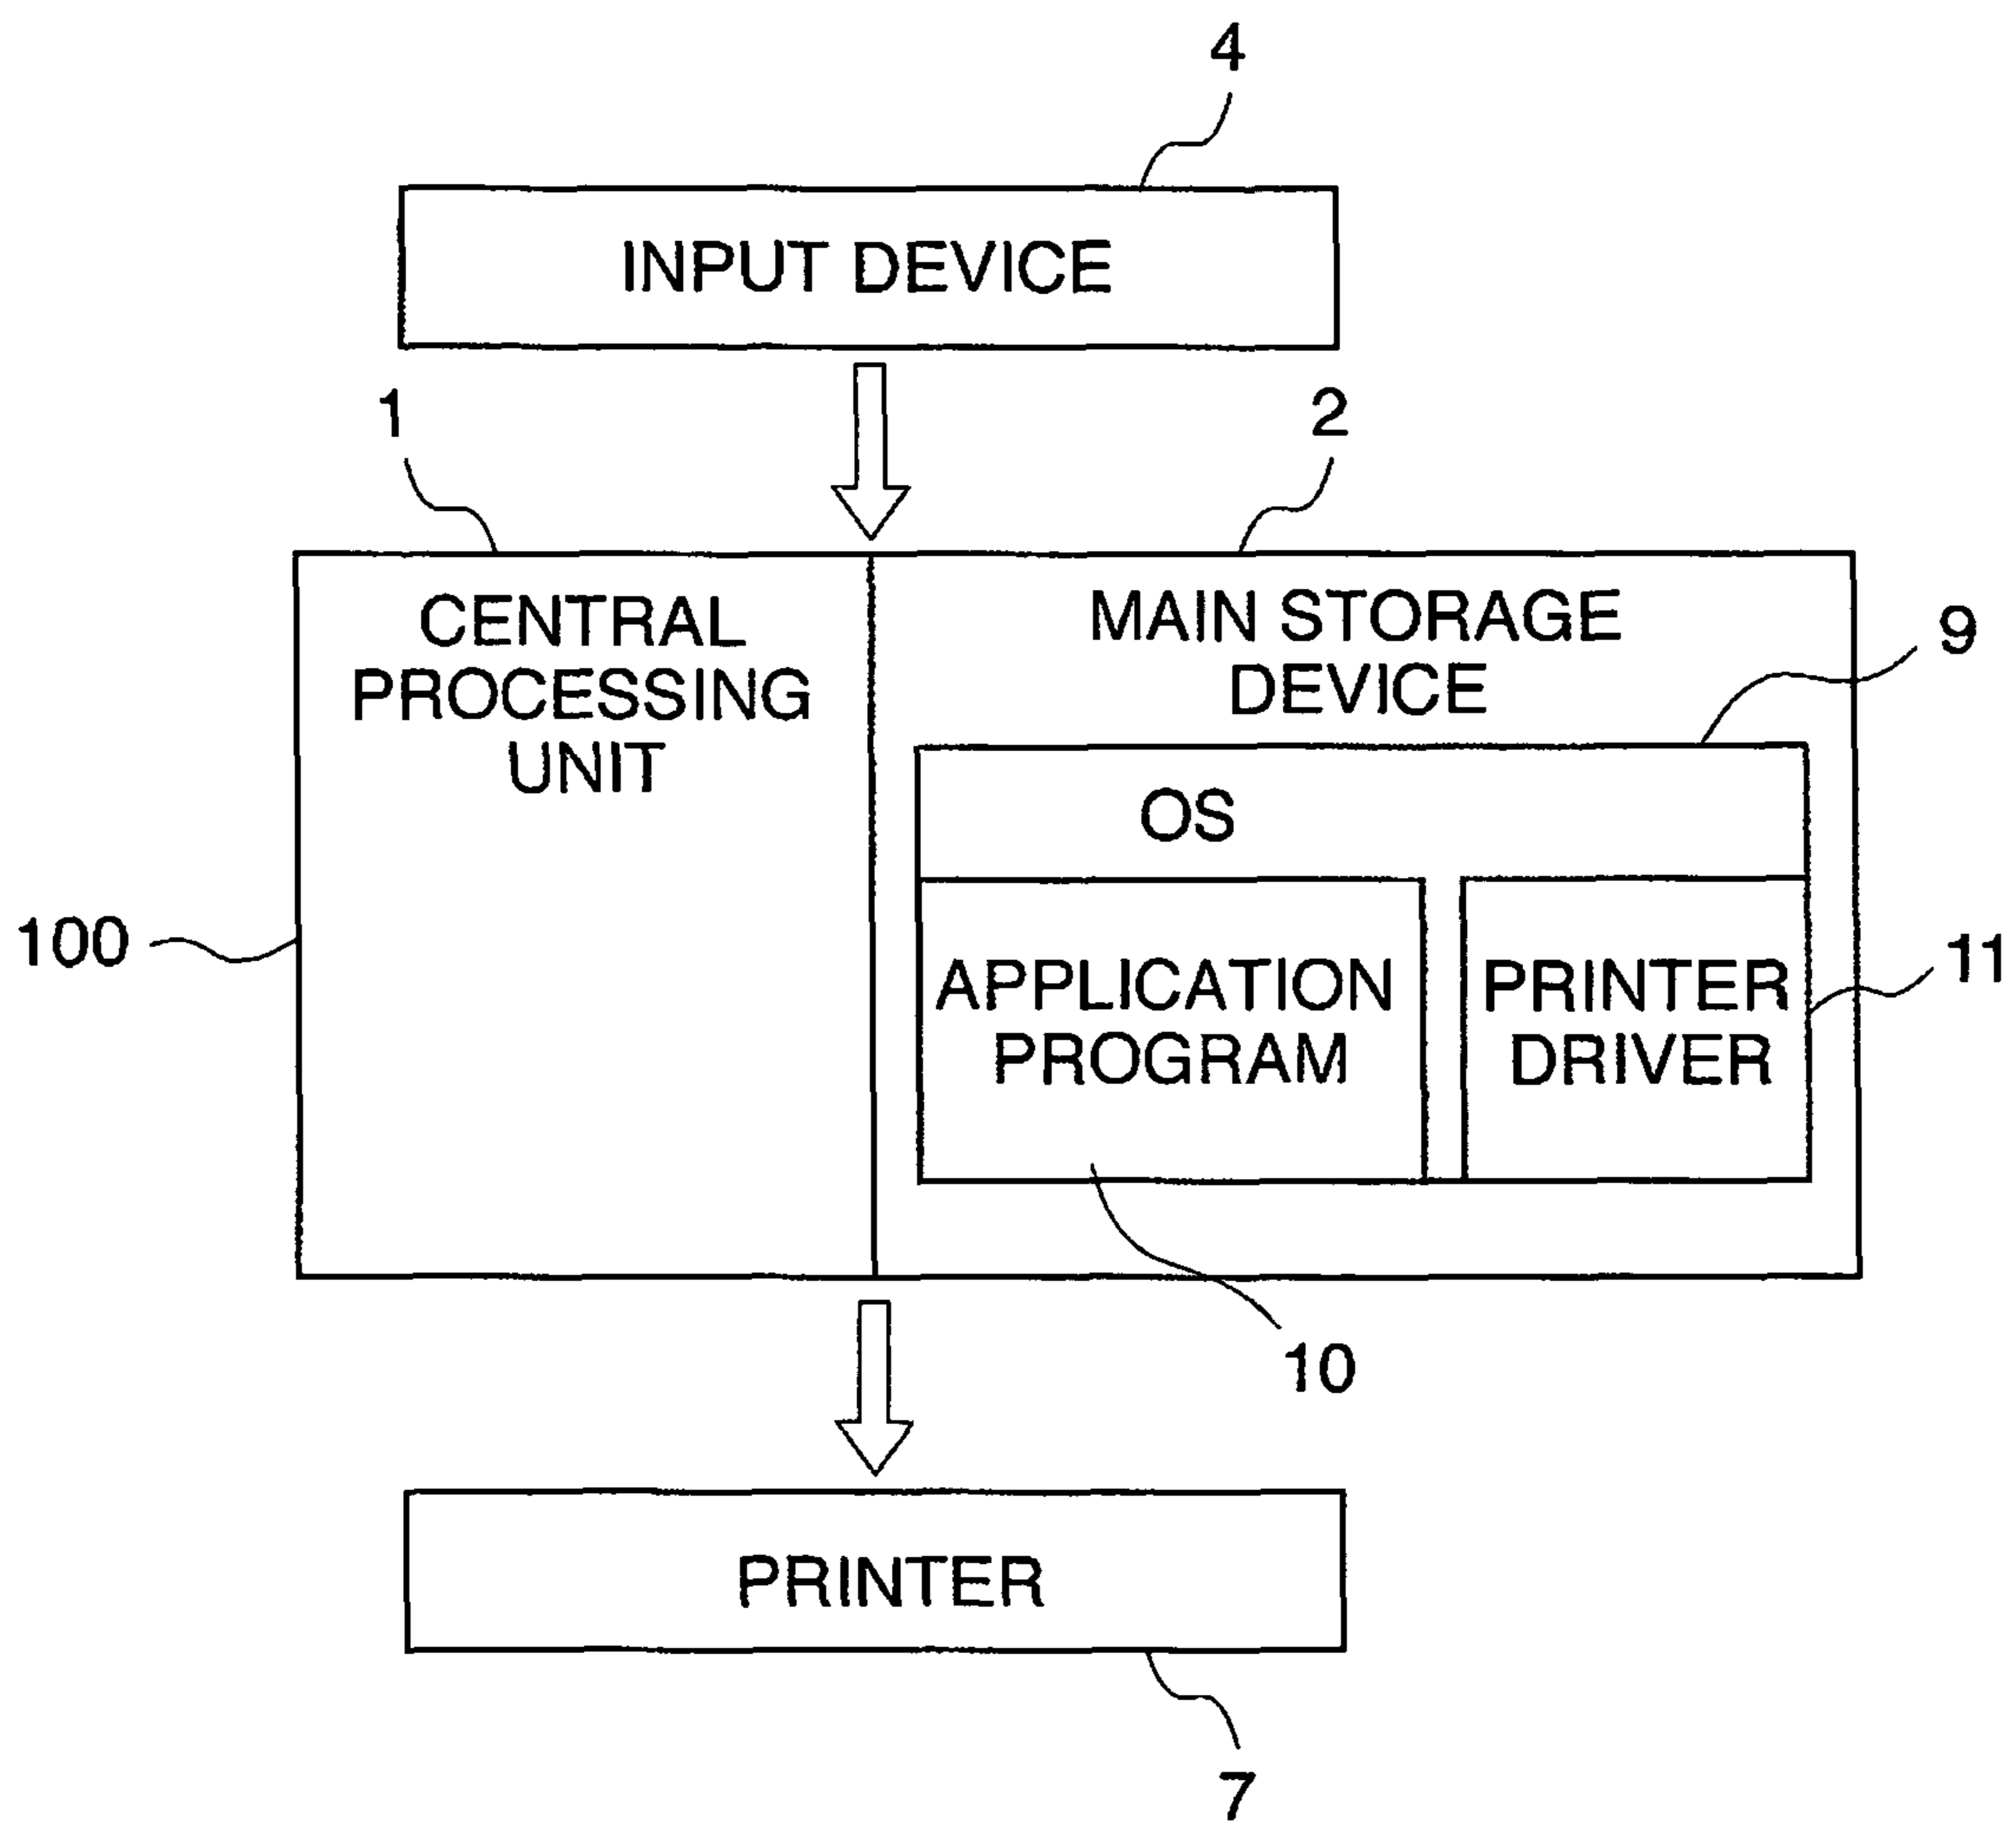 4
INPUT DEVICE
1
2
CENTRAL
PROCESSING
UNIT
MAIN STORAGE
DEVICE
9
OS
100
APPLICATION
PROGRAM
PRINTER
DRIVER
11
10
PRINTER
7